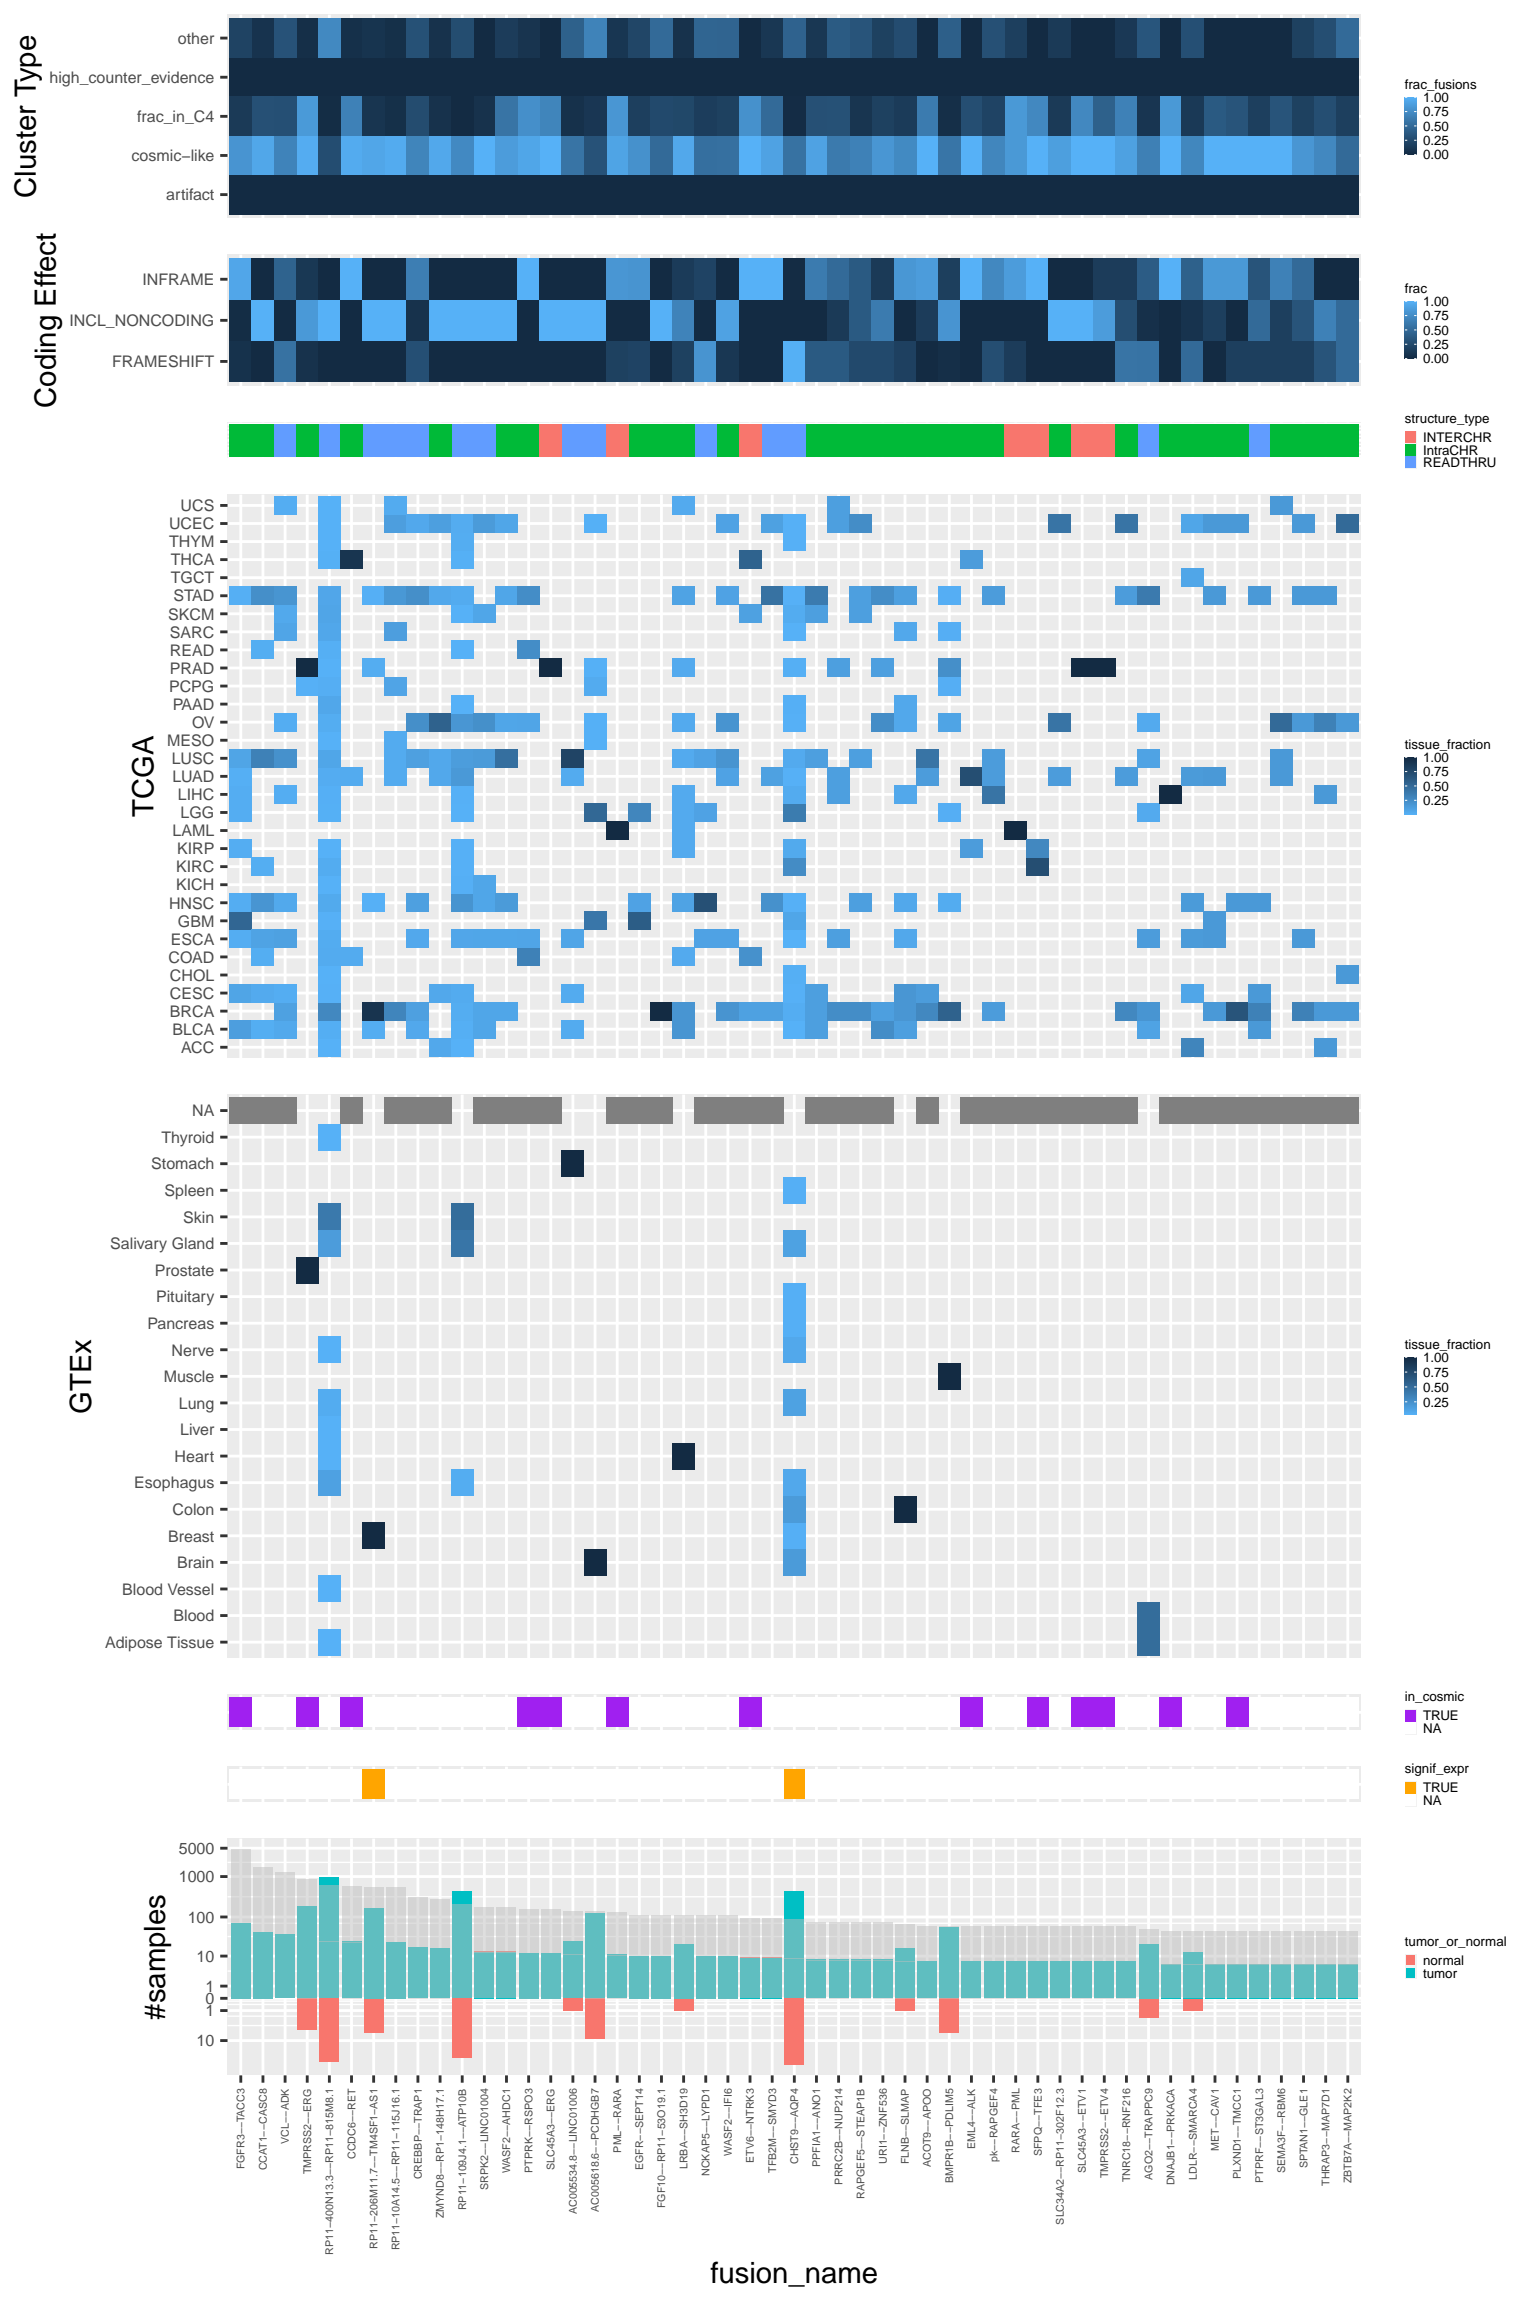 Cluster Type
other
high_counter_evidence
frac_in_C4
cosmic−like
artifact
frac_fusions
1.00
0.75
0.50
0.25
0.00
Coding Effect
INFRAME
INCL_NONCODING
FRAMESHIFT
frac
1.00
0.75
0.50
0.25
0.00
structure_type
INTERCHR
IntraCHR
READTHRU
TCGA
UCS
UCEC
THYM
THCA
TGCT
STAD
SKCM
SARC
READ
PRAD
PCPG
PAAD
OV
MESO
LUSC
LUAD
LIHC
LGG
LAML
KIRP
KIRC
KICH
HNSC
GBM
ESCA
COAD
CHOL
CESC
BRCA
BLCA
ACC
tissue_fraction
1.00
0.75
0.50
0.25
GTEx
NA
Thyroid
Stomach
Spleen
Skin
Salivary Gland
Prostate
Pituitary
Pancreas
Nerve
Muscle
Lung
Liver
Heart
Esophagus
Colon
Breast
Brain
Blood Vessel
Blood
Adipose Tissue
tissue_fraction
1.00
0.75
0.50
0.25
in_cosmic
TRUE
NA
signif_expr
TRUE
NA
#samples
5000
1000
100
10
1
0
1
10
tumor_or_normal
normal
tumor
FGFR3−−TACC3
CCAT1−−CASC8
VCL−−ADK
TMPRSS2−−ERG
RP11−400N13.3−−RP11−815M8.1
CCDC6−−RET
RP11−206M11.7−−TM4SF1−AS1
RP11−10A14.5−−RP11−115J16.1
CREBBP−−TRAP1
ZMYND8−−RP1−148H17.1
RP11−109J4.1−−ATP10B
SRPK2−−LINC01004
WASF2−−AHDC1
PTPRK−−RSPO3
SLC45A3−−ERG
AC005534.8−−LINC01006
AC005618.6−−PCDHGB7
PML−−RARA
EGFR−−SEPT14
FGF10−−RP11−53O19.1
LRBA−−SH3D19
NCKAP5−−LYPD1
WASF2−−IFI6
ETV6−−NTRK3
TFB2M−−SMYD3
CHST9−−AQP4
PPFIA1−−ANO1
PRRC2B−−NUP214
RAPGEF5−−STEAP1B
URI1−−ZNF536
FLNB−−SLMAP
ACOT9−−APOO
BMPR1B−−PDLIM5
EML4−−ALK
pk−−RAPGEF4
RARA−−PML
SFPQ−−TFE3
SLC34A2−−RP11−302F12.3
SLC45A3−−ETV1
TMPRSS2−−ETV4
TNRC18−−RNF216
AGO2−−TRAPPC9
DNAJB1−−PRKACA
LDLR−−SMARCA4
MET−−CAV1
PLXND1−−TMCC1
PTPRF−−ST3GAL3
SEMA3F−−RBM6
SPTAN1−−GLE1
THRAP3−−MAP7D1
ZBTB7A−−MAP2K2
fusion_name